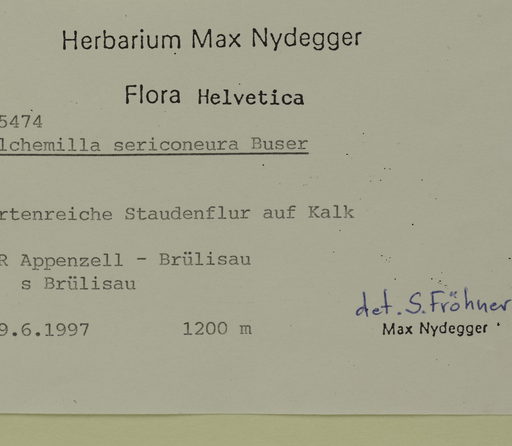 Herbarium Max Nydegger
Flora Helvetica
5474
lchemilla sericoneura Buser
rtenreiche Staudenflur auf Kalk
R Appenzell - Brülisau
s Brülisau
9.6.1997 1200 m
det. S. Fröhner
Max Nydegger